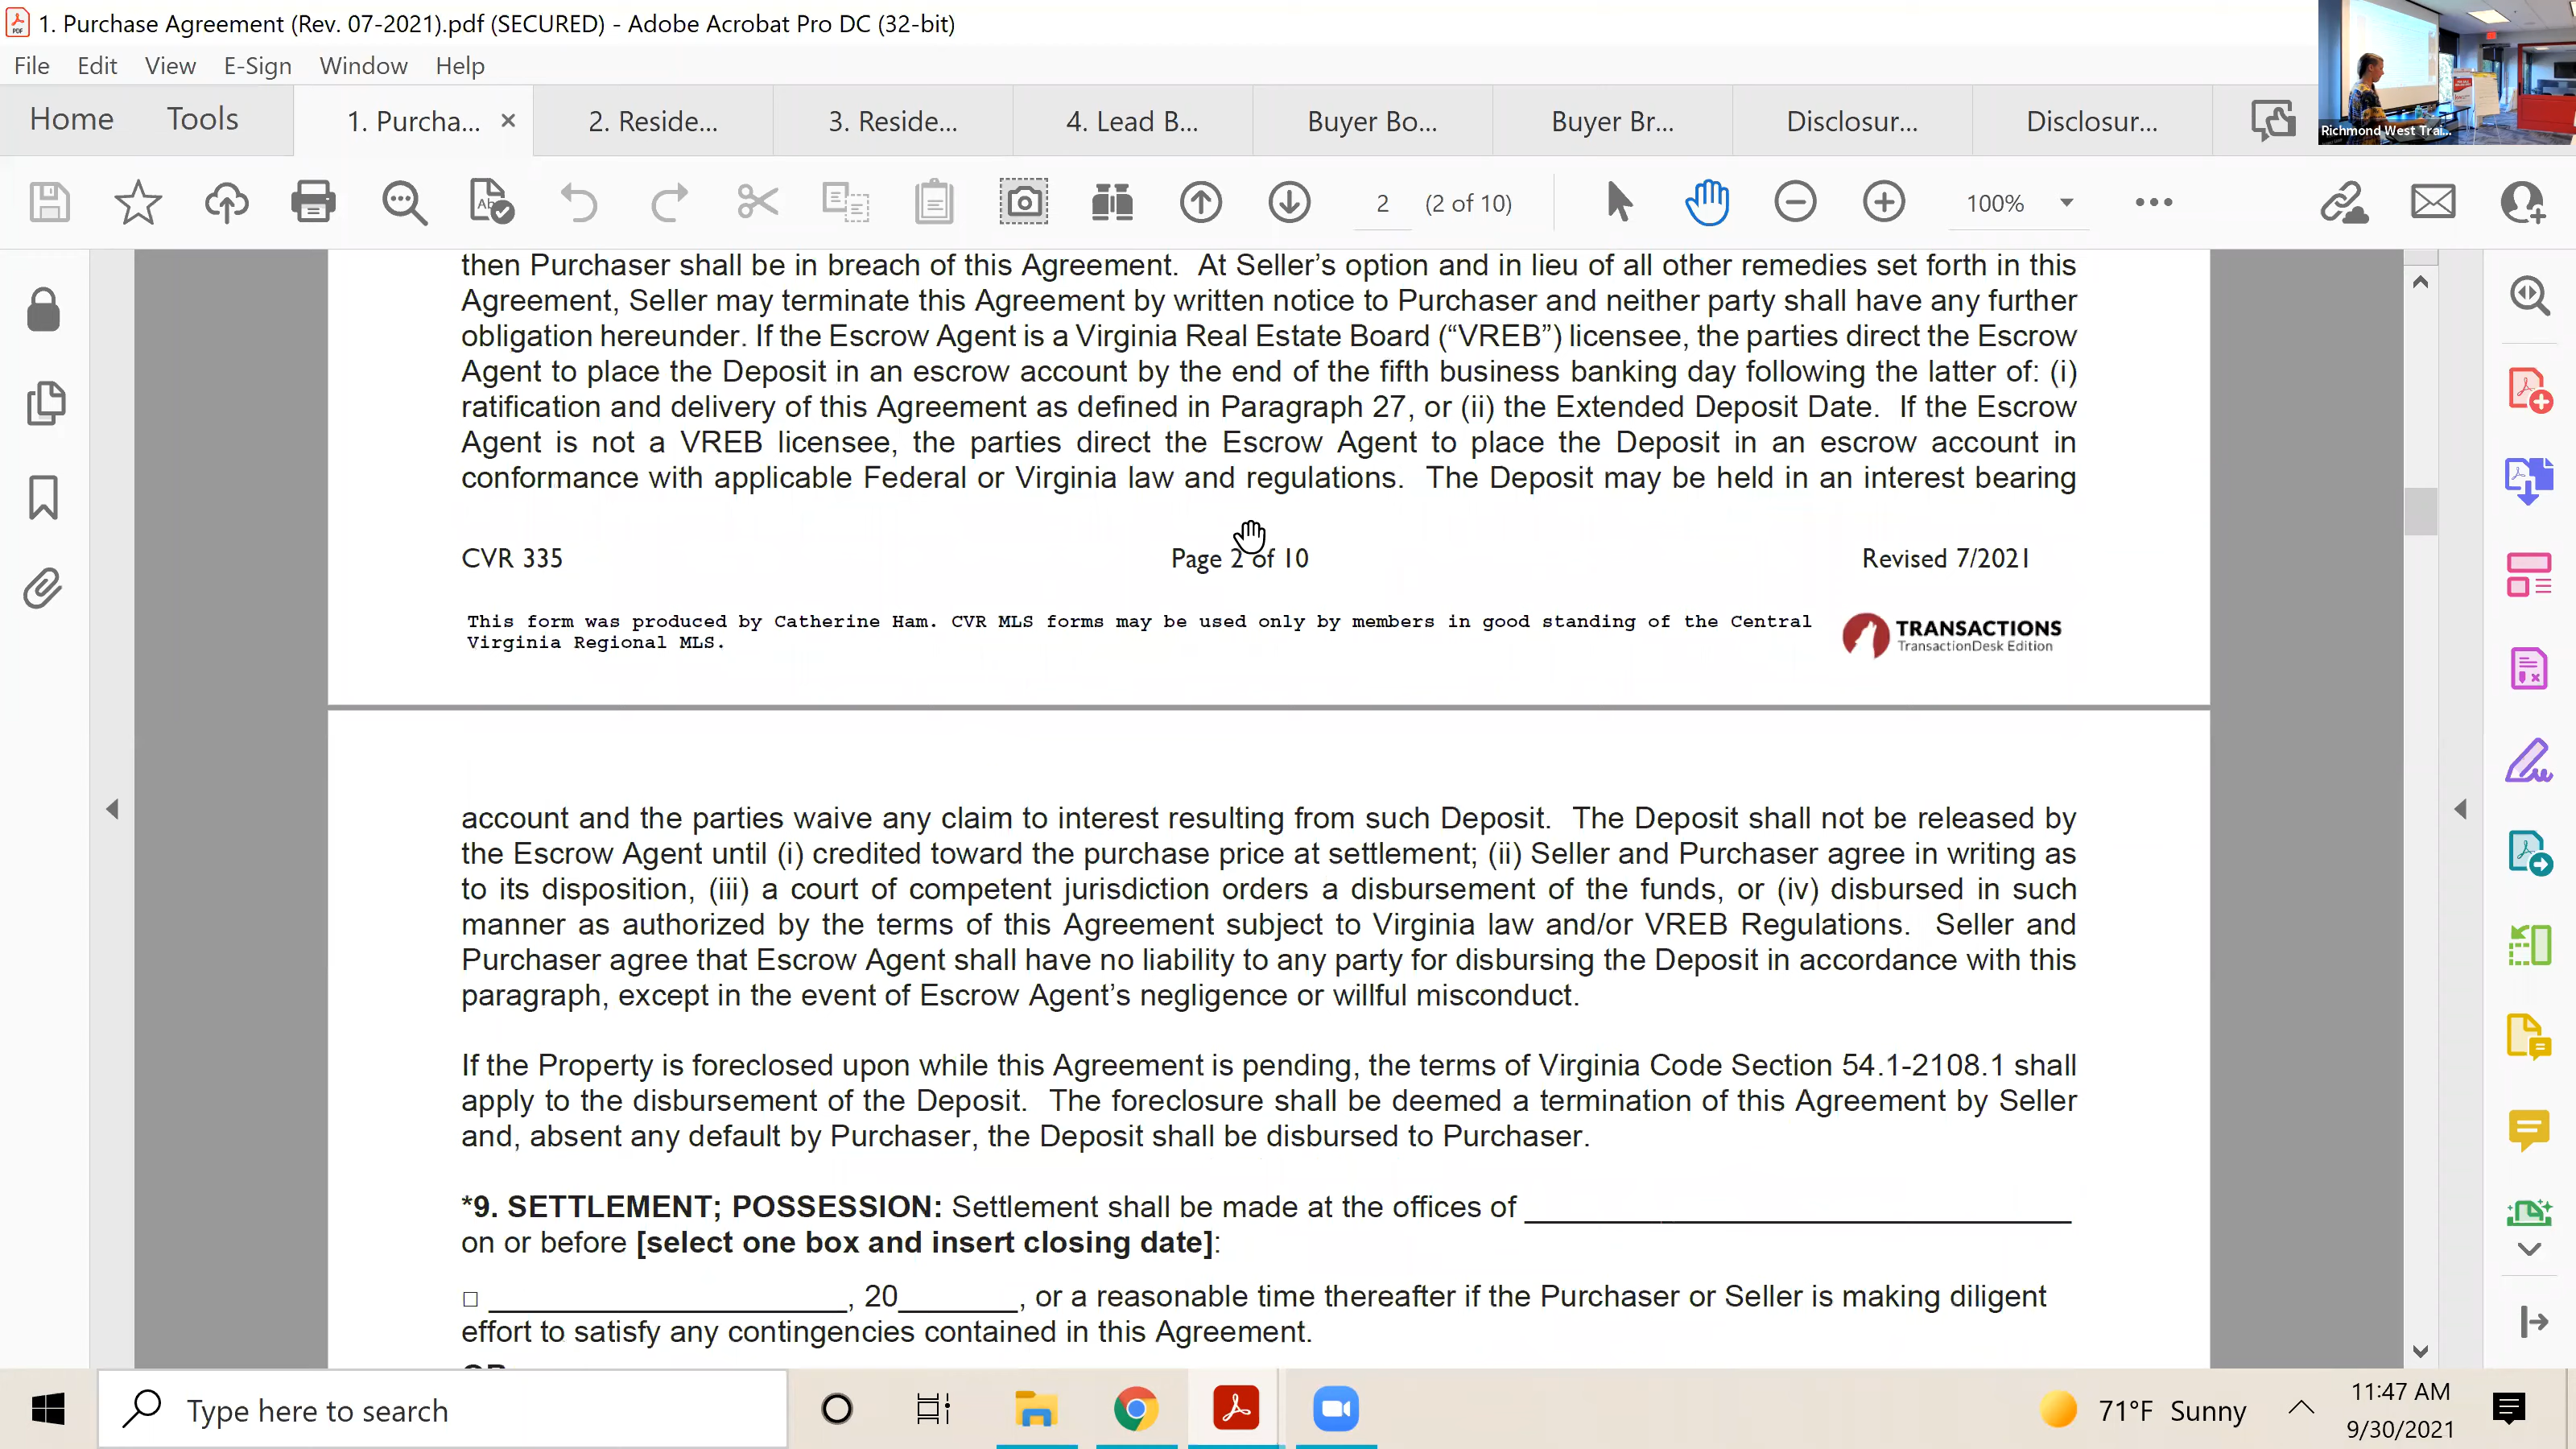 1. Purchase Agreement (Rev. 07-2021).pdf (SECURED) - Adobe Acrobat Pro DC (32-bit)
File Edit View E-Sign Window Help
Home Tools 1. Purcha... × 2. Reside... 3. Reside... 4. Lead B... Buyer Bo... Buyer Br... Disclosur... Disclosur...
Richmond West Trai...
2 (2 of 10) 100%
then Purchaser shall be in breach of this Agreement. At Seller's option and in lieu of all other remedies set forth in this
Agreement, Seller may terminate this Agreement by written notice to Purchaser and neither party shall have any further
obligation hereunder. If the Escrow Agent is a Virginia Real Estate Board (“VREB”) licensee, the parties direct the Escrow
Agent to place the Deposit in an escrow account by the end of the fifth business banking day following the latter of: (i)
ratification and delivery of this Agreement as defined in Paragraph 27, or (ii) the Extended Deposit Date. If the Escrow
Agent is not a VREB licensee, the parties direct the Escrow Agent to place the Deposit in an escrow account in
conformance with applicable Federal or Virginia law and regulations. The Deposit may be held in an interest bearing
CVR 335 Page 2 of 10 Revised 7/2021
This form was produced by Catherine Ham. CVR MLS forms may be used only by members in good standing of the Central
Virginia Regional MLS.
TRANSACTIONS
TransactionDesk Edition
account and the parties waive any claim to interest resulting from such Deposit. The Deposit shall not be released by
the Escrow Agent until (i) credited toward the purchase price at settlement; (ii) Seller and Purchaser agree in writing as
to its disposition, (iii) a court of competent jurisdiction orders a disbursement of the funds, or (iv) disbursed in such
manner as authorized by the terms of this Agreement subject to Virginia law and/or VREB Regulations. Seller and
Purchaser agree that Escrow Agent shall have no liability to any party for disbursing the Deposit in accordance with this
paragraph, except in the event of Escrow Agent's negligence or willful misconduct.
If the Property is foreclosed upon while this Agreement is pending, the terms of Virginia Code Section 54.1-2108.1 shall
apply to the disbursement of the Deposit. The foreclosure shall be deemed a termination of this Agreement by Seller
and, absent any default by Purchaser, the Deposit shall be disbursed to Purchaser.
*9. SETTLEMENT; POSSESSION: Settlement shall be made at the offices of ____________________
on or before [select one box and insert closing date]:
□ ____________________, 20_______, or a reasonable time thereafter if the Purchaser or Seller is making diligent
effort to satisfy any contingencies contained in this Agreement.
Type here to search
71°F Sunny
11:47 AM
9/30/2021